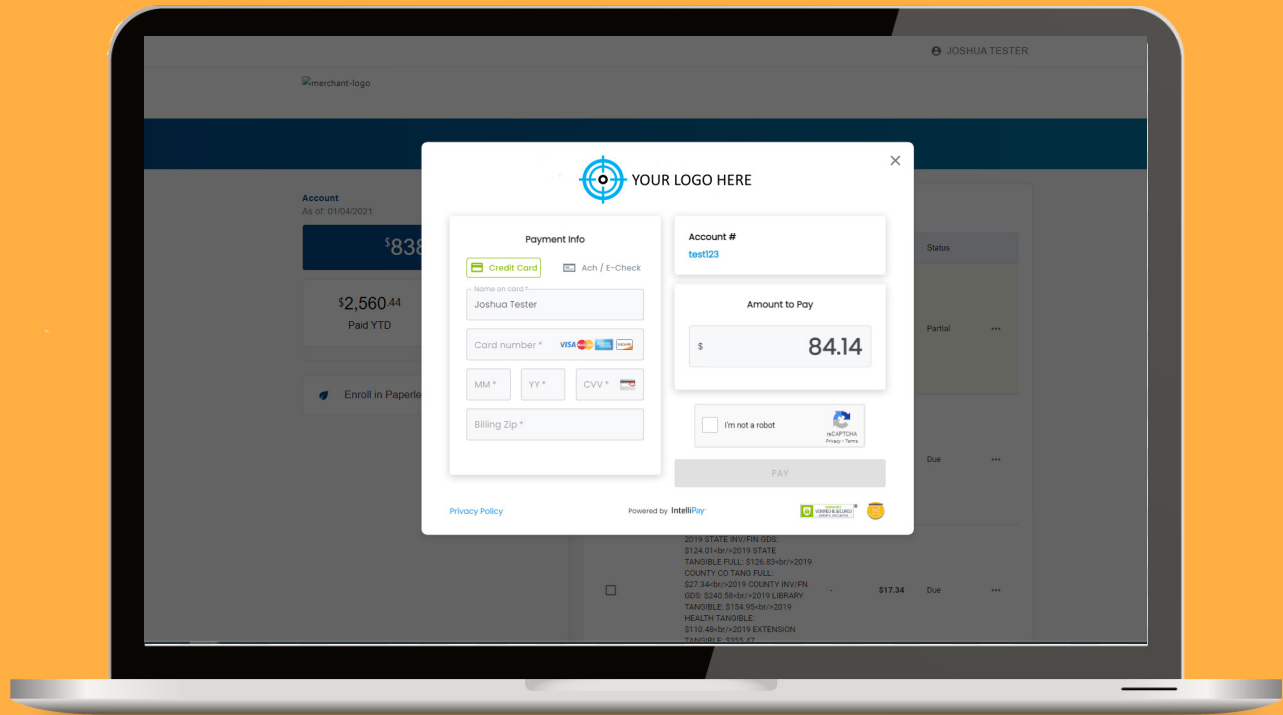 JOSHUA TESTER
merchant-logo
YOUR LOGO HERE
Account
As of: 01/04/2021
$838
$2,560.44
Paid YTD
Enroll in Paperle
Payment Info
Credit Card
Ach / E-Check
Name on card *
Joshua Tester
Card number *
VISA
MM *
YY *
CVV *
Billing Zip *
Account #
test123
Amount to Pay
$ 84.14
I'm not a robot
reCAPTCHA
Privacy - Terms
PAY
Privacy Policy
Powered by IntelliPay
Status
Partial
Due
2019 STATE INV/FIN GDS:
$124.01<br/>2019 STATE
TANGIBLE FULL: $126.83<br/>2019
COUNTY CO TANG FULL:
$27.34<br/>2019 COUNTY INV/FN
GDS: $240.58<br/>2019 LIBRARY
TANGIBLE: $154.95<br/>2019
HEALTH TANGIBLE:
$110.48<br/>2019 EXTENSION
TANGIBLE: $355.47
- $17.34 Due